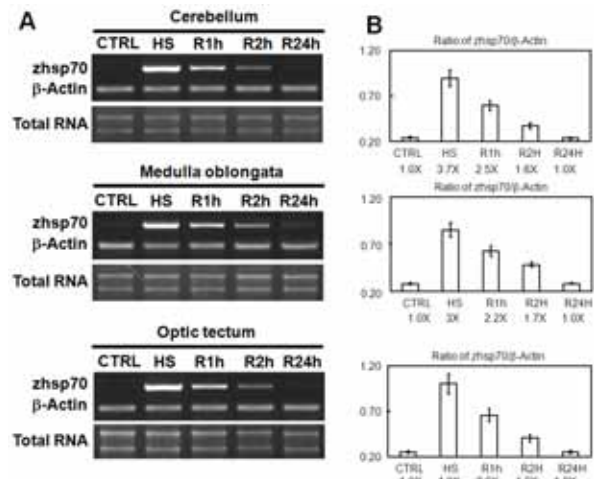 A
Cerebellum
CTRL HS R1h R2h R24h
zhsp70
β-Actin
Total RNA
Medulla oblongata
CTRL HS R1h R2h R24h
zhsp70
β-Actin
Total RNA
Optic tectum
CTRL HS R1h R2h R24h
zhsp70
β-Actin
Total RNA
B
Ratio of zhsp70/β-Actin
1.20
0.70
0.20
CTRL HS R1h R2H R24H
1.0X 3.7X 2.5X 1.6X 1.0X
Ratio of zhsp70/β-Actin
1.20
0.70
0.20
CTRL HS R1h R2H R24H
1.0X 3X 2.2X 1.7X 1.0X
Ratio of zhsp70/β-Actin
1.20
0.70
0.20
CTRL HS R1h R2H R24H